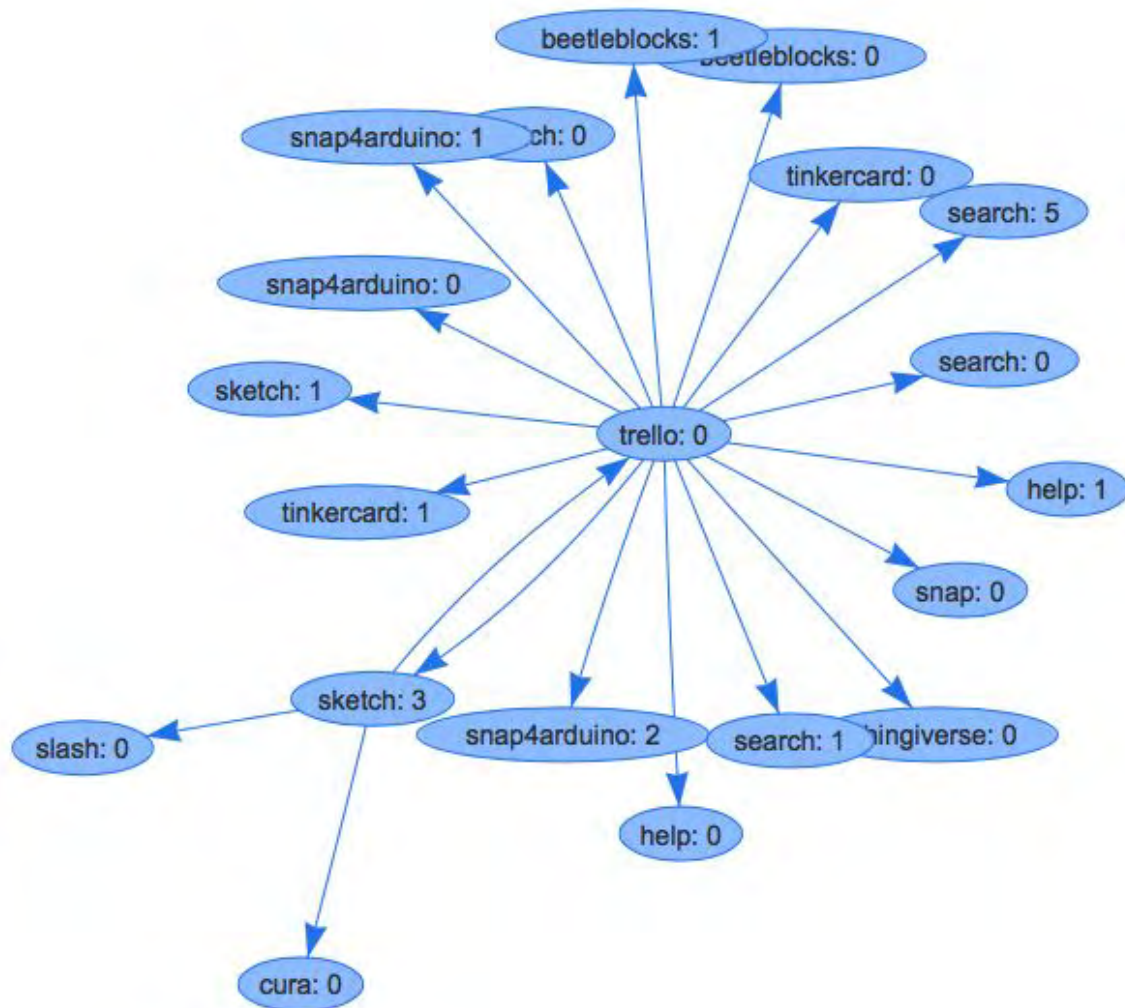 beetleblocks: 1
beetleblocks: 0
snap4arduino: 1
ch: 0
tinkercard: 0
search: 5
snap4arduino: 0
search: 0
sketch: 1
trello: 0
help: 1
tinkercard: 1
snap: 0
sketch: 3
snap4arduino: 2
search: 1
hingiverse: 0
slash: 0
help: 0
cura: 0